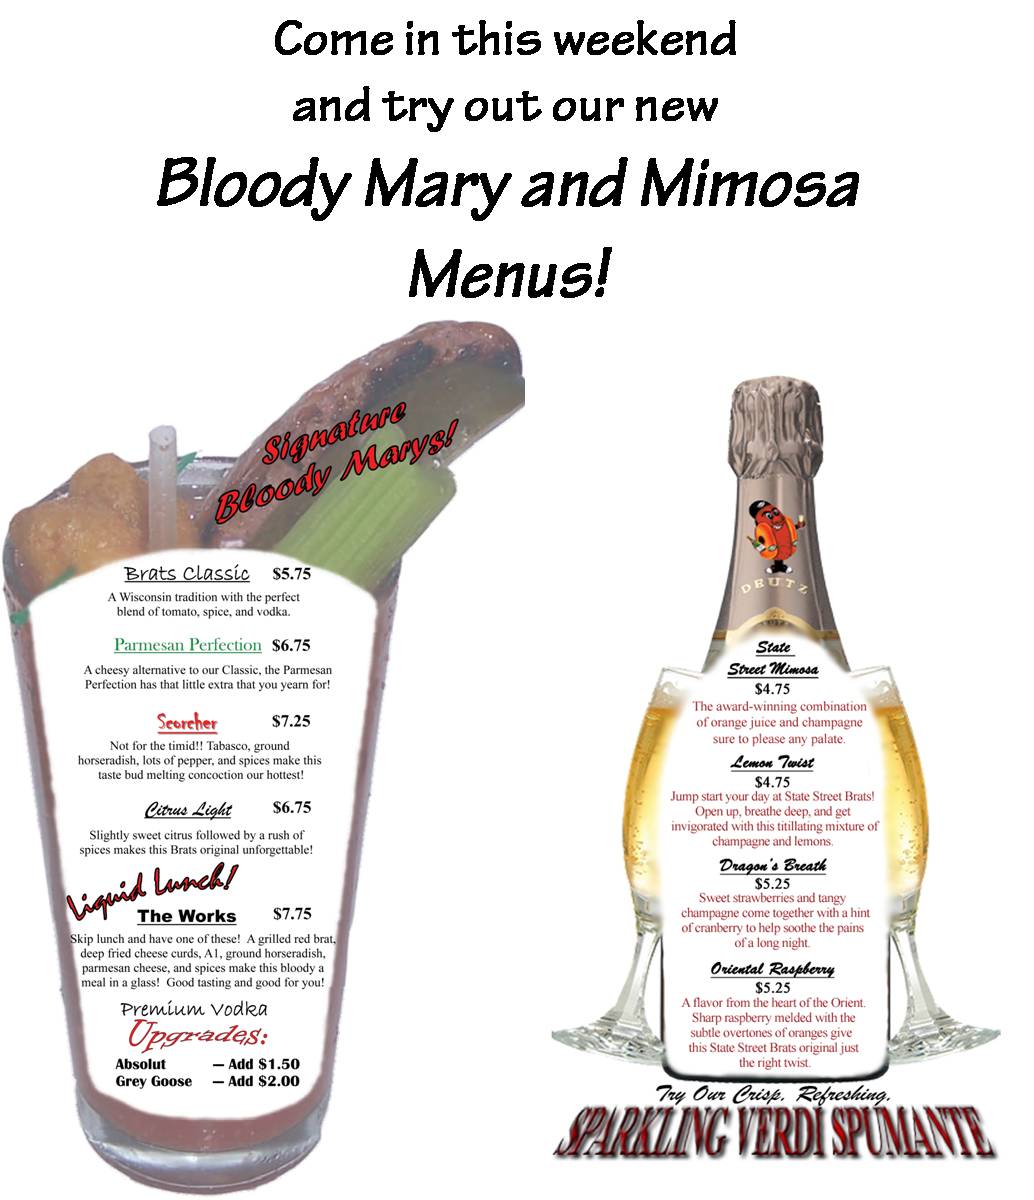 Come in this weekend
and try out our new
Bloody Mary and Mimosa
Menus!
Signature
Bloody Marys!
Brats Classic $5.75
A Wisconsin tradition with the perfect
blend of tomato, spice, and vodka.
Parmesan Perfection $6.75
A cheesy alternative to our Classic, the Parmesan
Perfection has that little extra that you yearn for!
Scorcher $7.25
Not for the timid!! Tabasco, ground
horseradish, lots of pepper, and spices make this
taste bud melting concoction our hottest!
Citrus Light $6.75
Slightly sweet citrus followed by a rush of
spices makes this Brats original unforgettable!
Liquid Lunch!
The Works $7.75
Skip lunch and have one of these! A grilled red brat,
deep fried cheese curds, A1, ground horseradish,
parmesan cheese, and spices make this bloody a
meal in a glass! Good tasting and good for you!
Premium Vodka
Upgrades:
Absolut — Add $1.50
Grey Goose — Add $2.00
DEUTZ
State
Street Mimosa
$4.75
The award-winning combination
of orange juice and champagne
sure to please any palate.
Lemon Twist
$4.75
Jump start your day at State Street Brats!
Open up, breathe deep, and get
invigorated with this titillating mixture of
champagne and lemons.
Dragon's Breath
$5.25
Sweet strawberries and tangy
champagne come together with a hint
of cranberry to help soothe the pains
of a long night.
Oriental Raspberry
$5.25
A flavor from the heart of the Orient.
Sharp raspberry melded with the
subtle overtones of oranges give
this State Street Brats original just
the right twist.
Try Our Crisp, Refreshing,
SPARKLING VERDI SPUMANTE